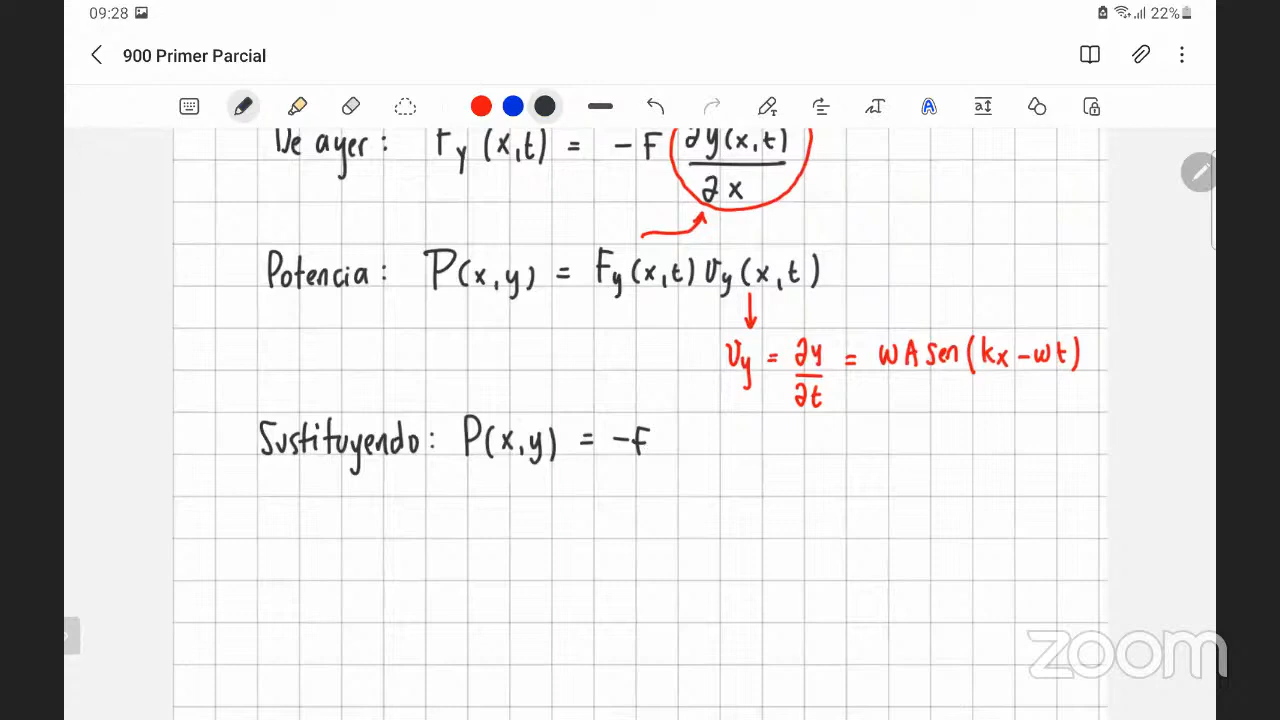 09:28 22%
900 Primer Parcial
De ayer: Fy (x,t) = -F ∂y(x,t)/∂x
Potencia: P(x,y) = Fy (x,t) vy (x,t)
vy = ∂y/∂t = ωA sen(kx-ωt)
Sustituyendo: P(x,y) = -F
zoom